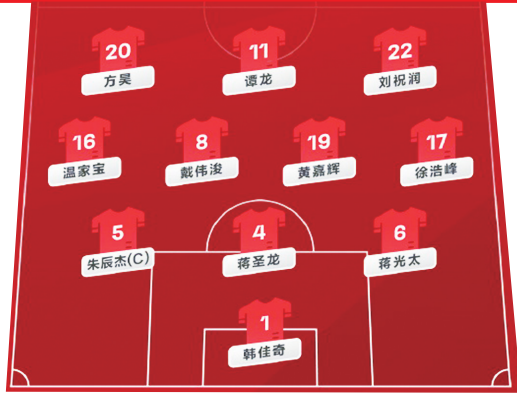 20 11 22
方昊 谭龙 刘祝润
16 8 19 17
温家宝 戴伟浚 黄嘉辉 徐浩峰
5 4 6
朱辰杰(C) 蒋圣龙 蒋光太
1
韩佳奇